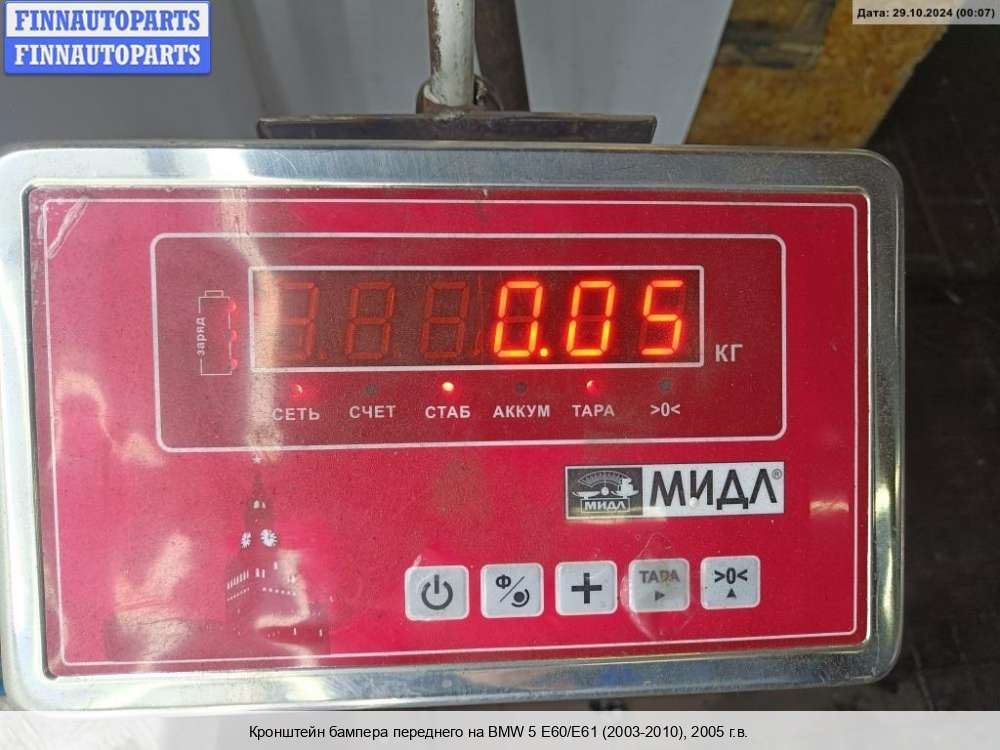 FINNAUTOPARTS
FINNAUTOPARTS
Дата: 29.10.2024 (00:07)
заряд
0.05
КГ
СЕТЬ СЧЕТ СТАБ АККУМ ТАРА >0<
МИДЛ
МИДЛ®
Ф ТАРА >0<
Кронштейн бампера переднего на BMW 5 E60/E61 (2003-2010), 2005 г.в.